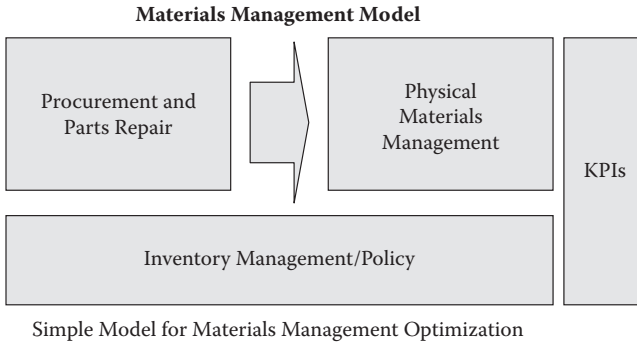 Materials Management Model
Procurement and
Parts Repair
Physical
Materials
Management
KPIs
Inventory Management/Policy
Simple Model for Materials Management Optimization